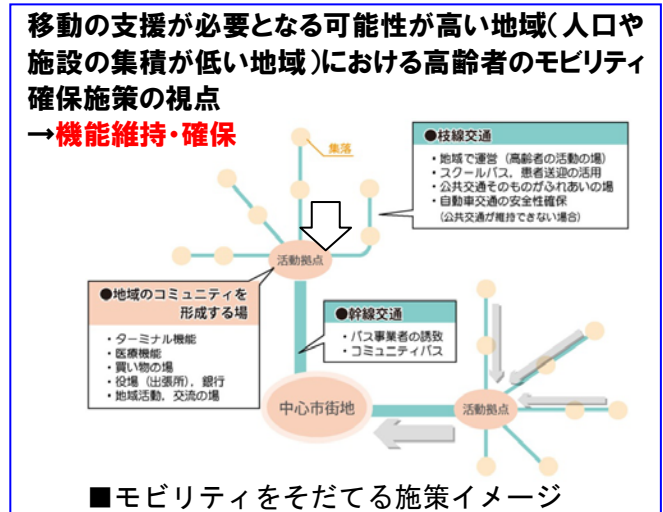 移動の支援が必要となる可能性が高い地域(人口や
施設の集積が低い地域)における高齢者のモビリティ
確保施策の視点
→機能維持・確保
集落
●枝線交通
・地域で運営(高齢者の活動の場)
・スクールバス，患者送迎の活用
・公共交通そのものがふれあいの場
・自動車交通の安全性確保
(公共交通が維持できない場合)
活動拠点
●地域のコミュニティを
形成する場
・ターミナル機能
・医療機能
・買い物の場
・役場(出張所)，銀行
・地域活動，交流の場
●幹線交通
・バス事業者の誘致
・コミュニティバス
中心市街地
活動拠点
■モビリティをそだてる施策イメージ